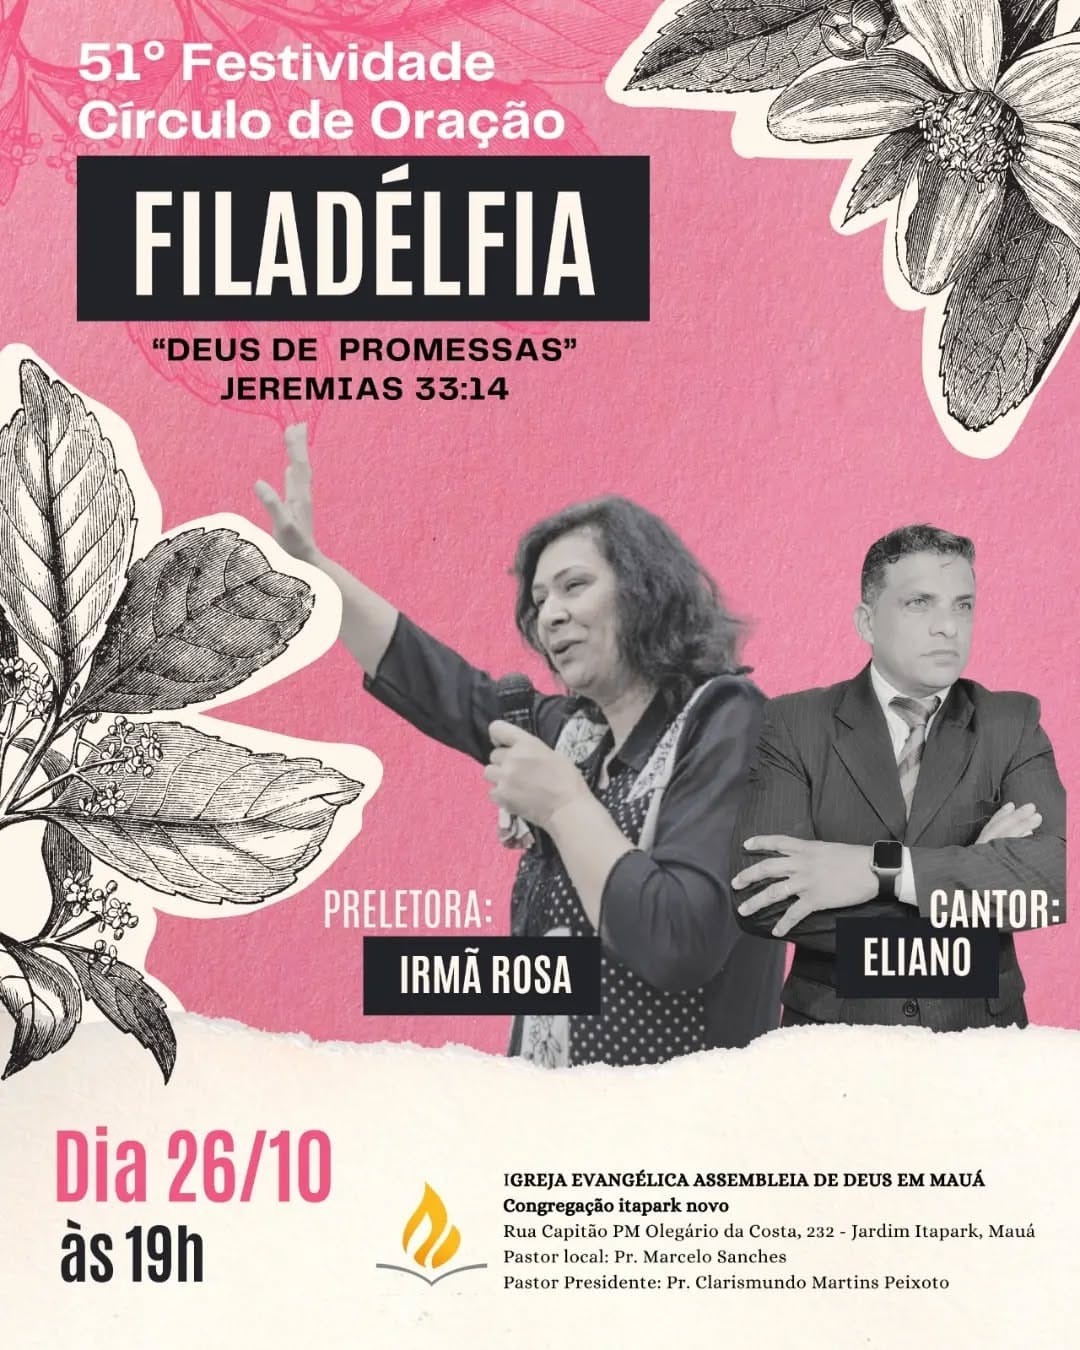 51° Festividade
Círculo de Oração
FILADÉLFIA
“DEUS DE PROMESSAS”
JEREMIAS 33:14
PRELETORA:
IRMÃ ROSA
CANTOR:
ELIANO
Dia 26/10
às 19h
IGREJA EVANGÉLICA ASSEMBLEIA DE DEUS EM MAUÁ
Congregação itapark novo
Rua Capitão PM Olegário da Costa, 232 - Jardim Itapark, Mauá
Pastor local: Pr. Marcelo Sanches
Pastor Presidente: Pr. Clarismundo Martins Peixoto